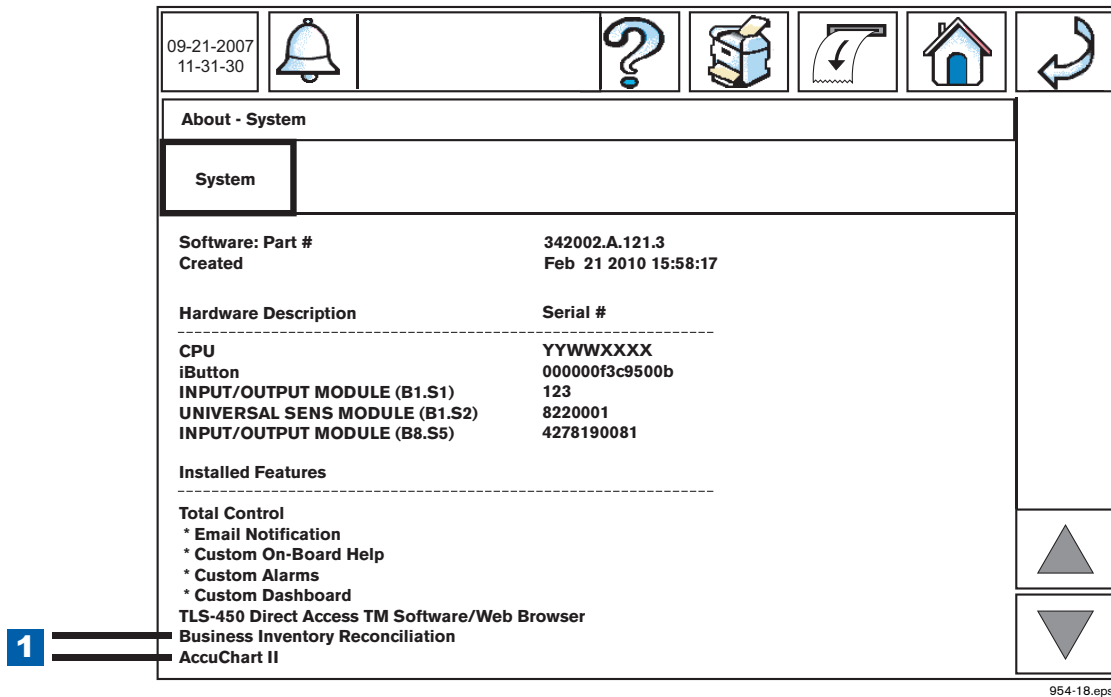 09-21-2007
11-31-30
About - System
System
Software: Part # 342002.A.121.3
Created Feb 21 2010 15:58:17
Hardware Description Serial #
CPU YYWWXXXX
iButton 000000f3c9500b
INPUT/OUTPUT MODULE (B1.S1) 123
UNIVERSAL SENS MODULE (B1.S2) 8220001
INPUT/OUTPUT MODULE (B8.S5) 4278190081
Installed Features
Total Control
* Email Notification
* Custom On-Board Help
* Custom Alarms
* Custom Dashboard
TLS-450 Direct Access TM Software/Web Browser
Business Inventory Reconciliation
1
AccuChart II
954-18.eps